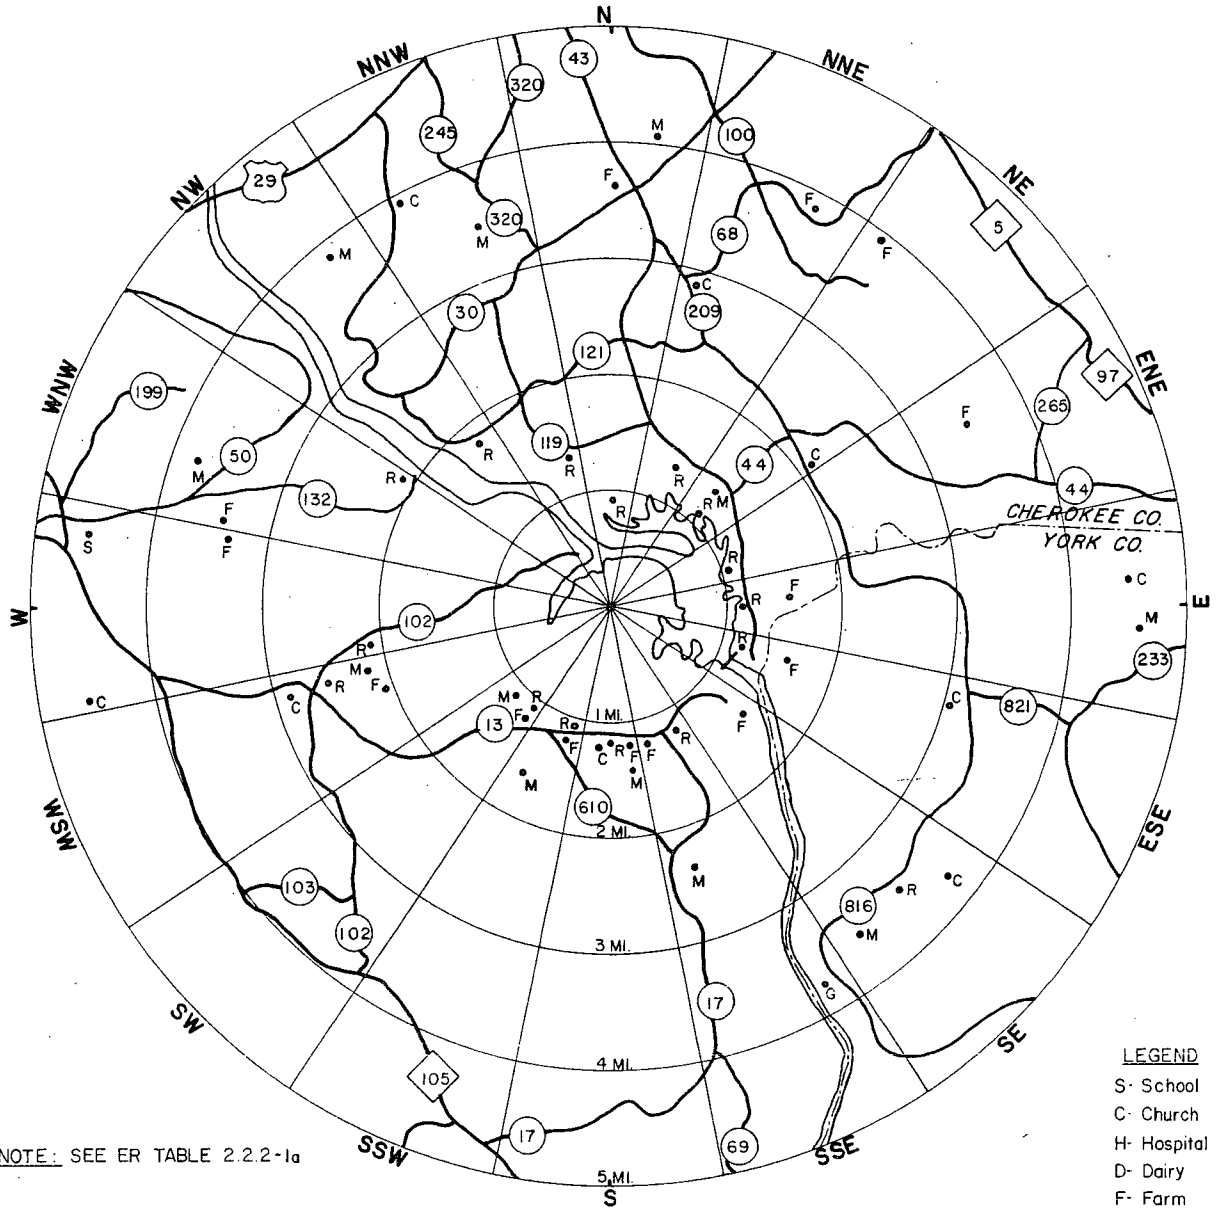 N
NNW
NNE
320
43
245
100
M
NW
29
F
NE
C
320
M
F
5
68
F
M
C
30
209
121
ENE
97
WNW
199
265
F
119
44
C
50
M
R
R
R
44
R
132
M
R
R
CHEROKEE CO.
F
YORK CO.
S
F
R
C
F
R
E
W
M
102
R
R
233
M
F
R
F
C
C
M
R
821
C
1 MI.
F
F
13
R
R
F
C
R
F
F
M
M
610
2 MI.
WSW
ESE
M
103
R
C
816
102
M
3 MI.
G
17
SW
SE
4 MI.
LEGEND
105
S- School
C- Church
17
69
H- Hospital
NOTE: SEE ER TABLE 2.2.2-1a
SSW
SSE
D- Dairy
5 MI.
F- Farm
S